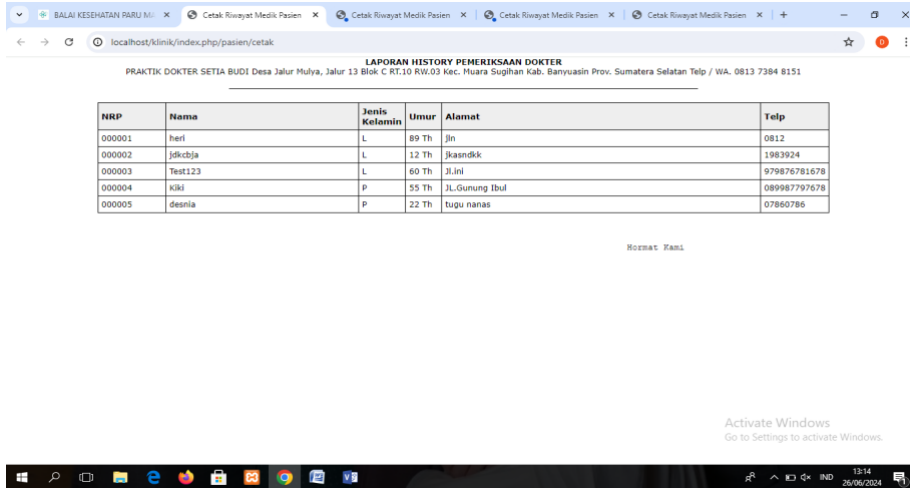 BALAI KESEHATAN PARU MA
Cetak Riwayat Medik Pasien
Cetak Riwayat Medik Pasien
Cetak Riwayat Medik Pasien
Cetak Riwayat Medik Pasien
localhost/klinik/index.php/pasien/cetak
D
LAPORAN HISTORY PEMERIKSAAN DOKTER
PRAKTIK DOKTER SETIA BUDI Desa Jalur Mulya, Jalur 13 Blok C RT.10 RW.03 Kec. Muara Sugihan Kab. Banyuasin Prov. Sumatera Selatan Telp / WA. 0813 7384 8151
NRP Nama Jenis Kelamin Umur Alamat Telp
000001 heri L 89 Th jln 0812
000002 jdkcbja L 12 Th jkasndkk 1983924
000003 Test123 L 60 Th Jl.ini 979876781678
000004 Kiki P 55 Th JL.Gunung Ibul 089987797678
000005 desnia P 22 Th tugu nanas 07860786
Hormat Kami
Activate Windows
Go to Settings to activate Windows.
IND
13:14
26/06/2024